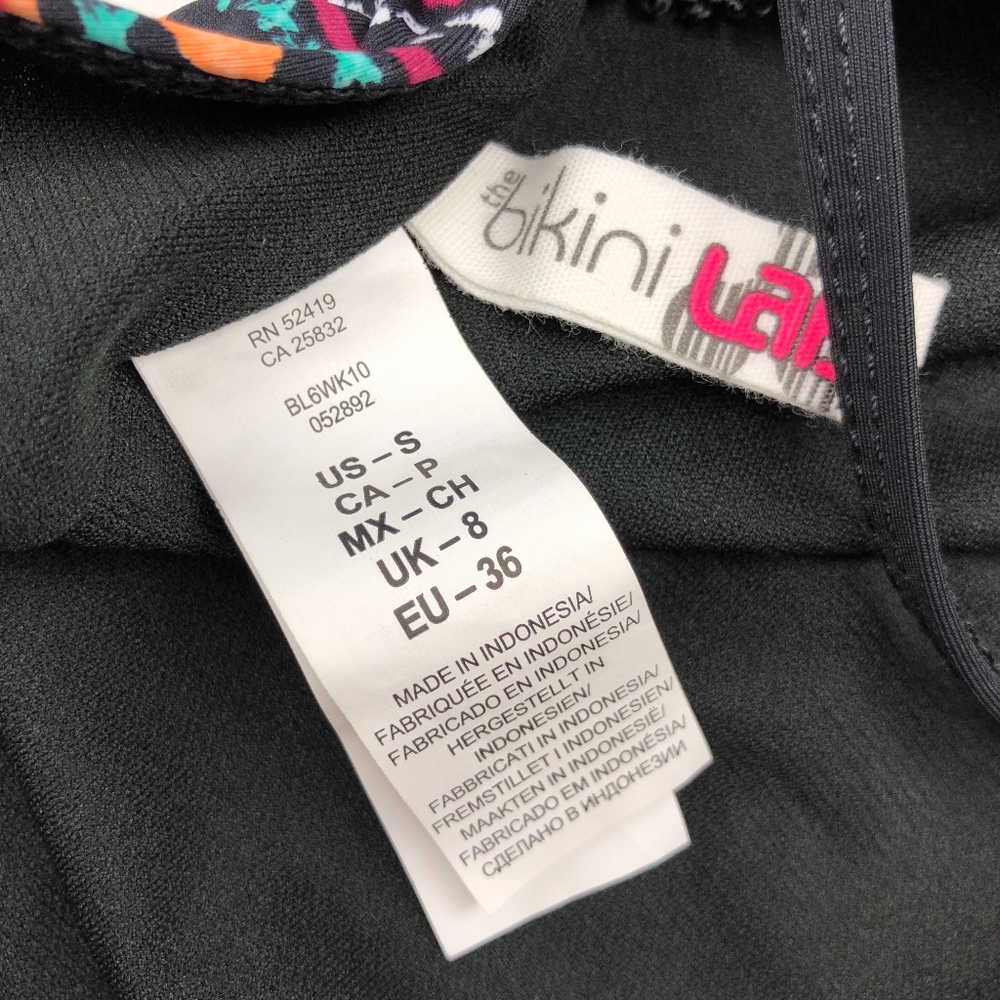 the
bikini
RN 52419
CA 25832
BL6WK10
052892
US – S
CA – P
MX – CH
UK – 8
EU – 36
MADE IN INDONESIA/
FABRIQUÉE EN INDONÉSIE/
FABRICADO EN INDONESIA/
HERGESTELLT IN
INDONESIEN/
FABBRICATI IN INDONESIA/
FREMSTILLET I INDONESIEN/
MAAKTEN IN INDONESIË/
FABRICADO EM INDONÉSIA/
СДЕЛАНО В ИНДОНЕЗИИ